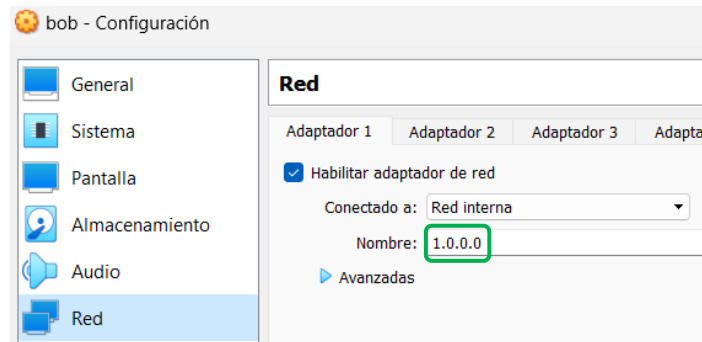 bob - Configuración
General
Sistema
Pantalla
Almacenamiento
Audio
Red
Red
Adaptador 1 Adaptador 2 Adaptador 3 Adapta
Habilitar adaptador de red
Conectado a: Red interna
Nombre: 1.0.0.0
Avanzadas